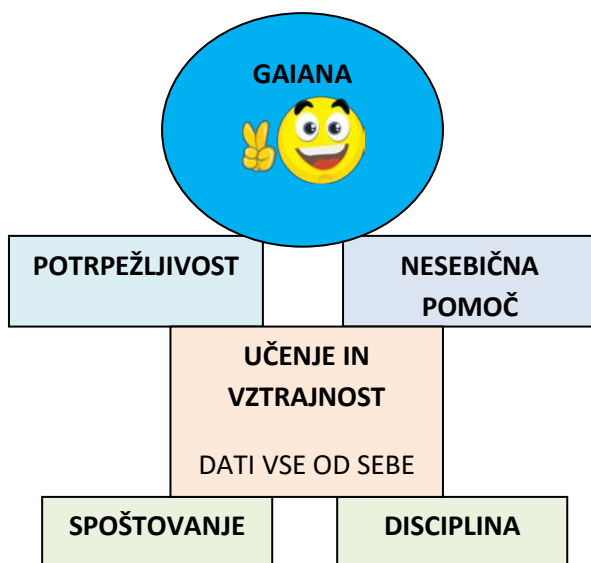 GAIANA
POTRPEŽLJIVOST
NESEBIČNA
POMOČ
UČENJE IN
VZTRAJNOST
DATI VSE OD SEBE
SPOŠTOVANJE
DISCIPLINA